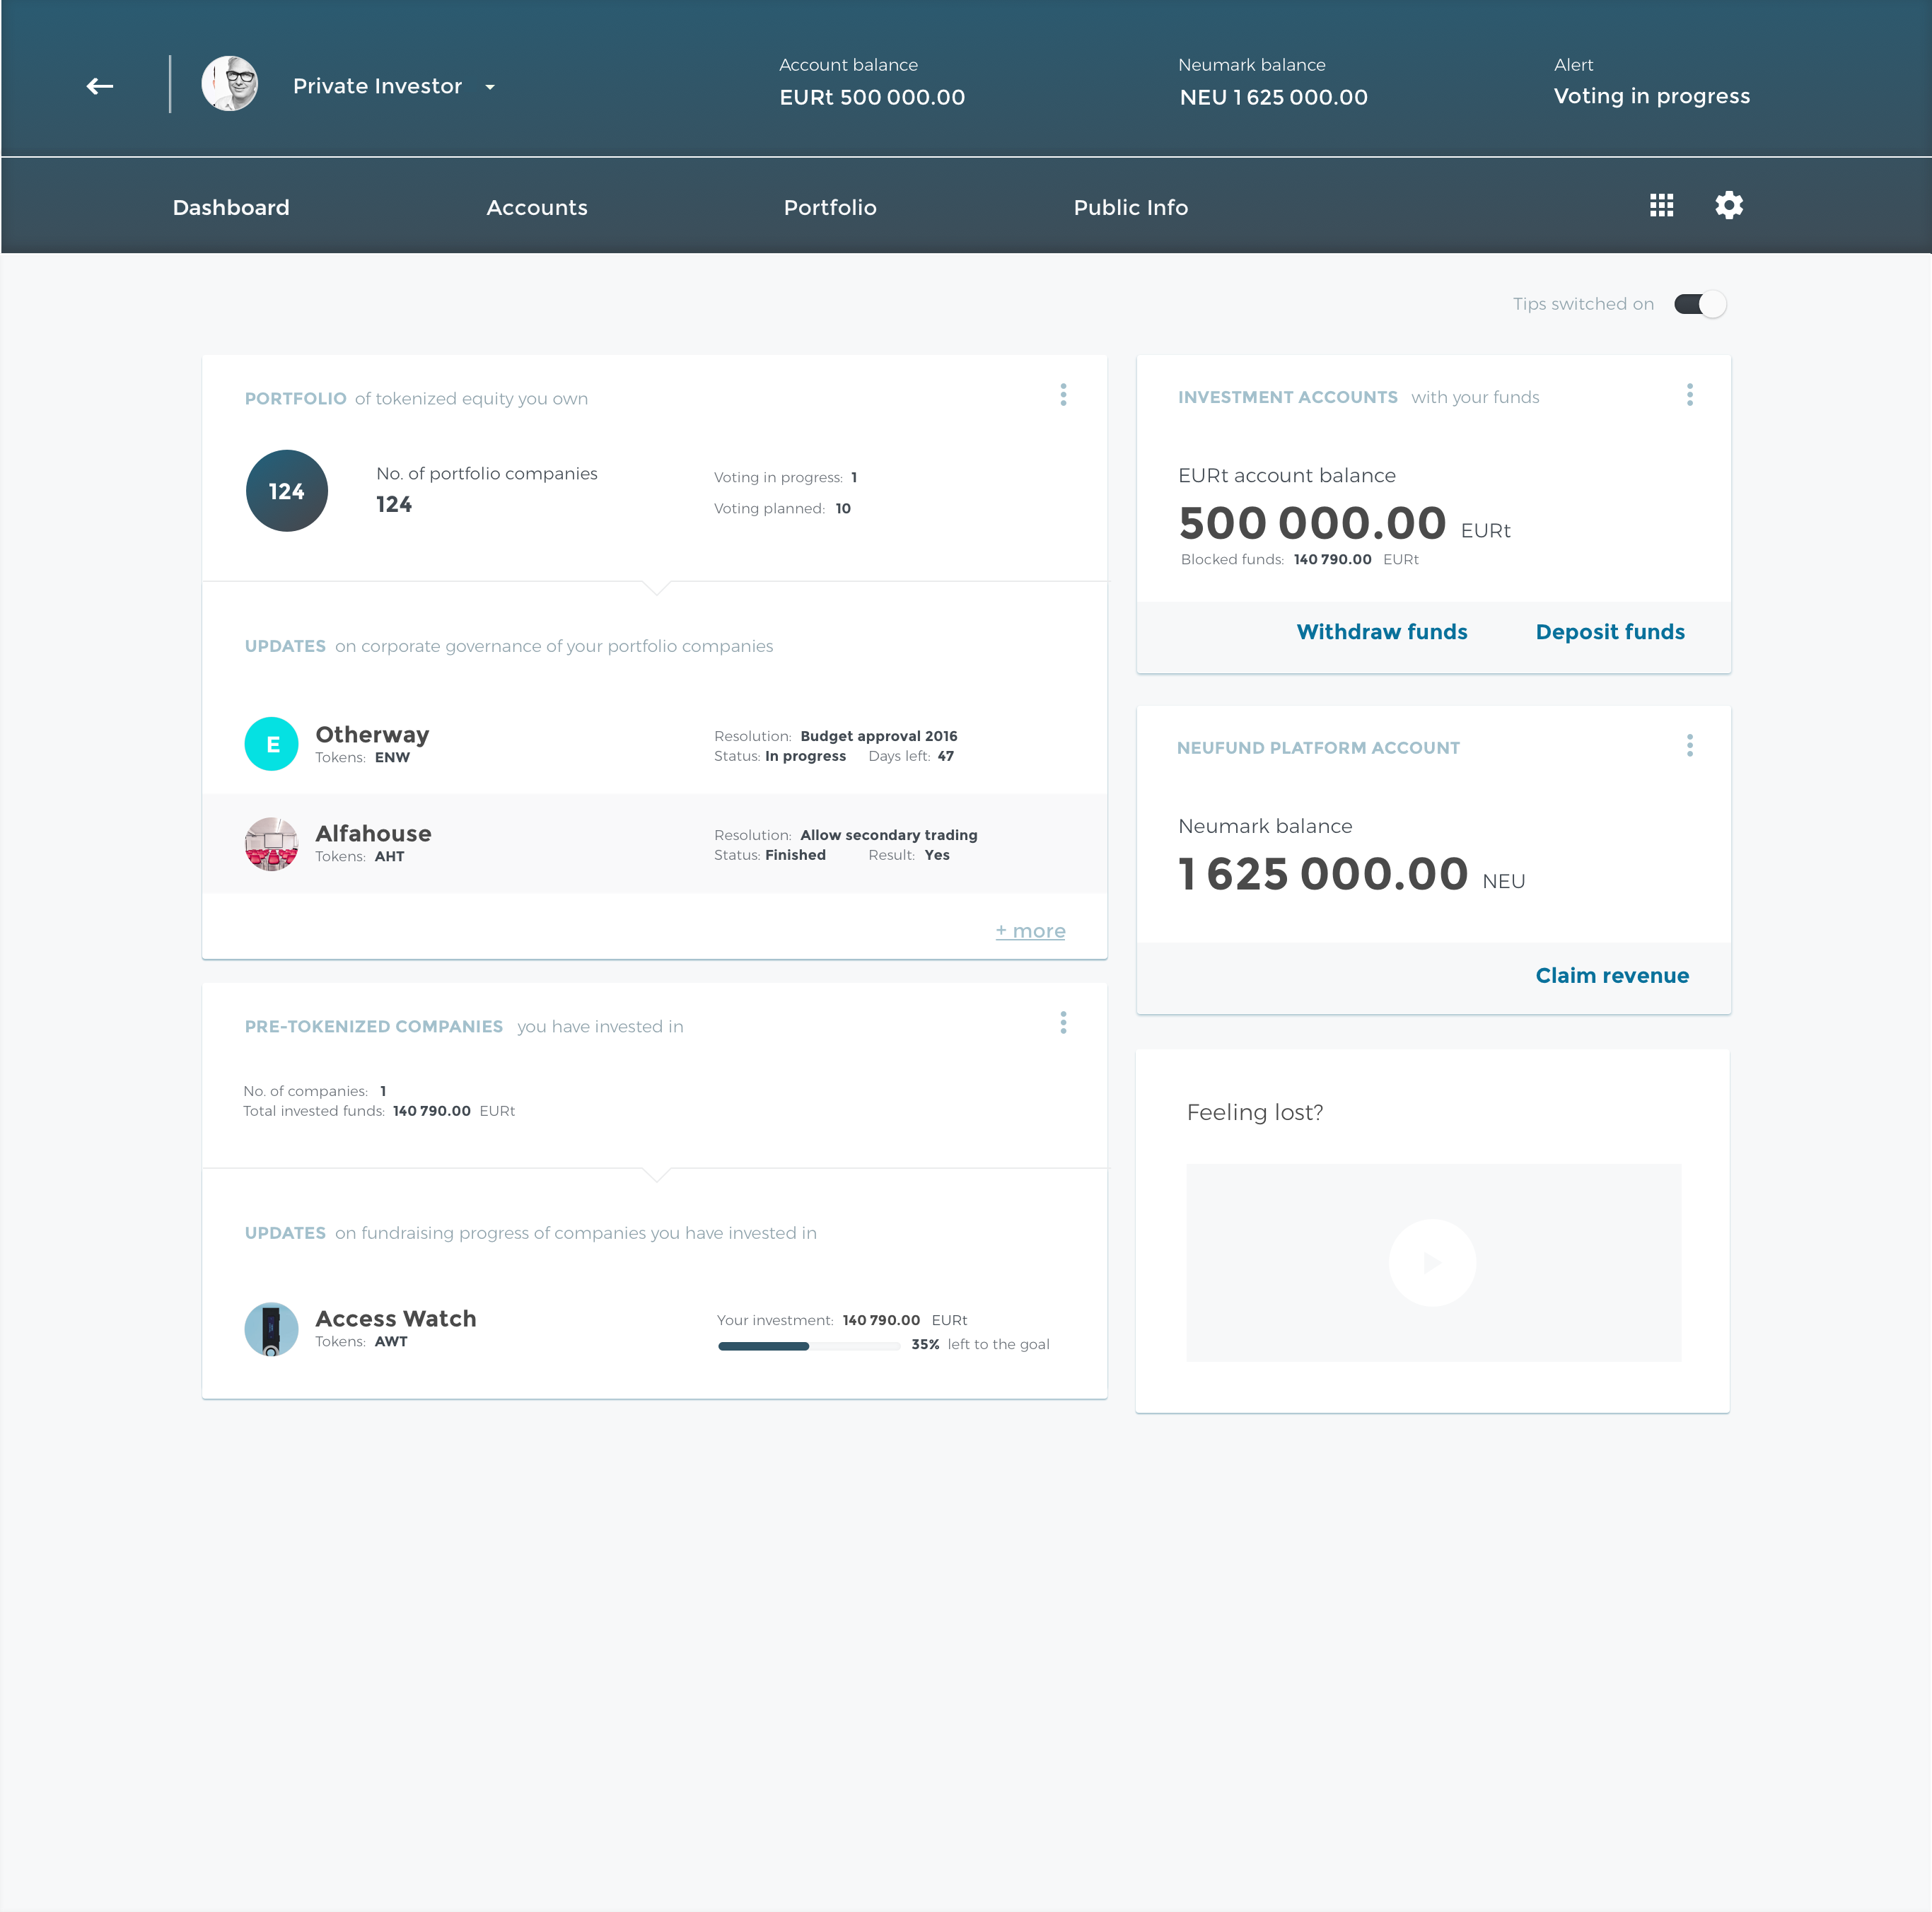 Private Investor
Account balance
EURt 500 000.00
Neumark balance
NEU 1 625 000.00
Alert
Voting in progress
Dashboard
Accounts
Portfolio
Public Info
Tips switched on
PORTFOLIO of tokenized equity you own
124
No. of portfolio companies
124
Voting in progress: 1
Voting planned: 10
UPDATES on corporate governance of your portfolio companies
E
Otherway
Tokens: ENW
Resolution: Budget approval 2016
Status: In progress Days left: 47
Alfahouse
Tokens: AHT
Resolution: Allow secondary trading
Status: Finished Result: Yes
+ more
PRE-TOKENIZED COMPANIES you have invested in
No. of companies: 1
Total invested funds: 140 790.00 EURt
UPDATES on fundraising progress of companies you have invested in
Access Watch
Tokens: AWT
Your investment: 140 790.00 EURt
35% left to the goal
INVESTMENT ACCOUNTS with your funds
EURt account balance
500 000.00 EURt
Blocked funds: 140 790.00 EURt
Withdraw funds
Deposit funds
NEUFUND PLATFORM ACCOUNT
Neumark balance
1 625 000.00 NEU
Claim revenue
Feeling lost?